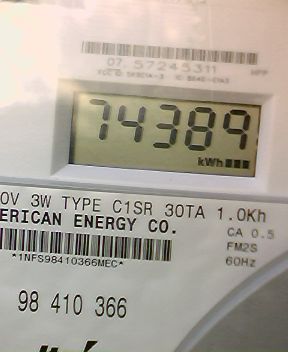 07. 57245311
74389
kWh
0V 3W TYPE C1SR 30TA 1.0Kh
ERICAN ENERGY CO.
CA 0.5
FM2S
60Hz
*1NFS98410366MEC*
98 410 366